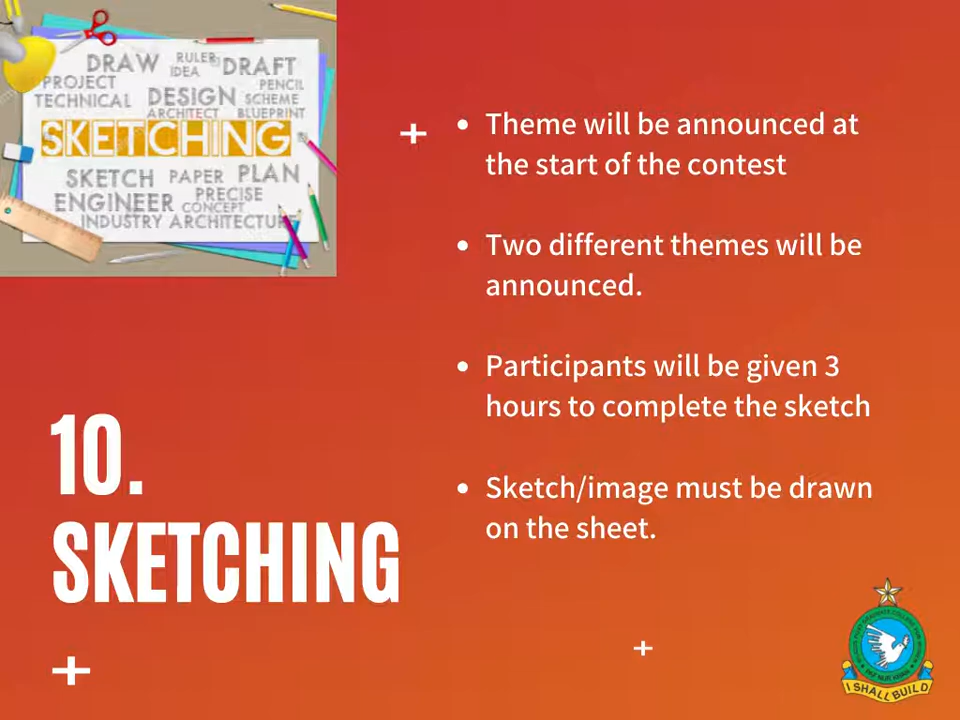 DRAW RULER DRAFT
IDEA
PROJECT PENCIL
TECHNICAL DESIGN SCHEME
ARCHITECT BLUEPRINT
SKETCHING
SKETCH PAPER PLAN
ENGINEER PRECISE
CONCEPT
INDUSTRY ARCHITECTURE
Theme will be announced at
the start of the contest
Two different themes will be
announced.
Participants will be given 3
hours to complete the sketch
Sketch/image must be drawn
on the sheet.
10.
SKETCHING
I SHALL BUILD